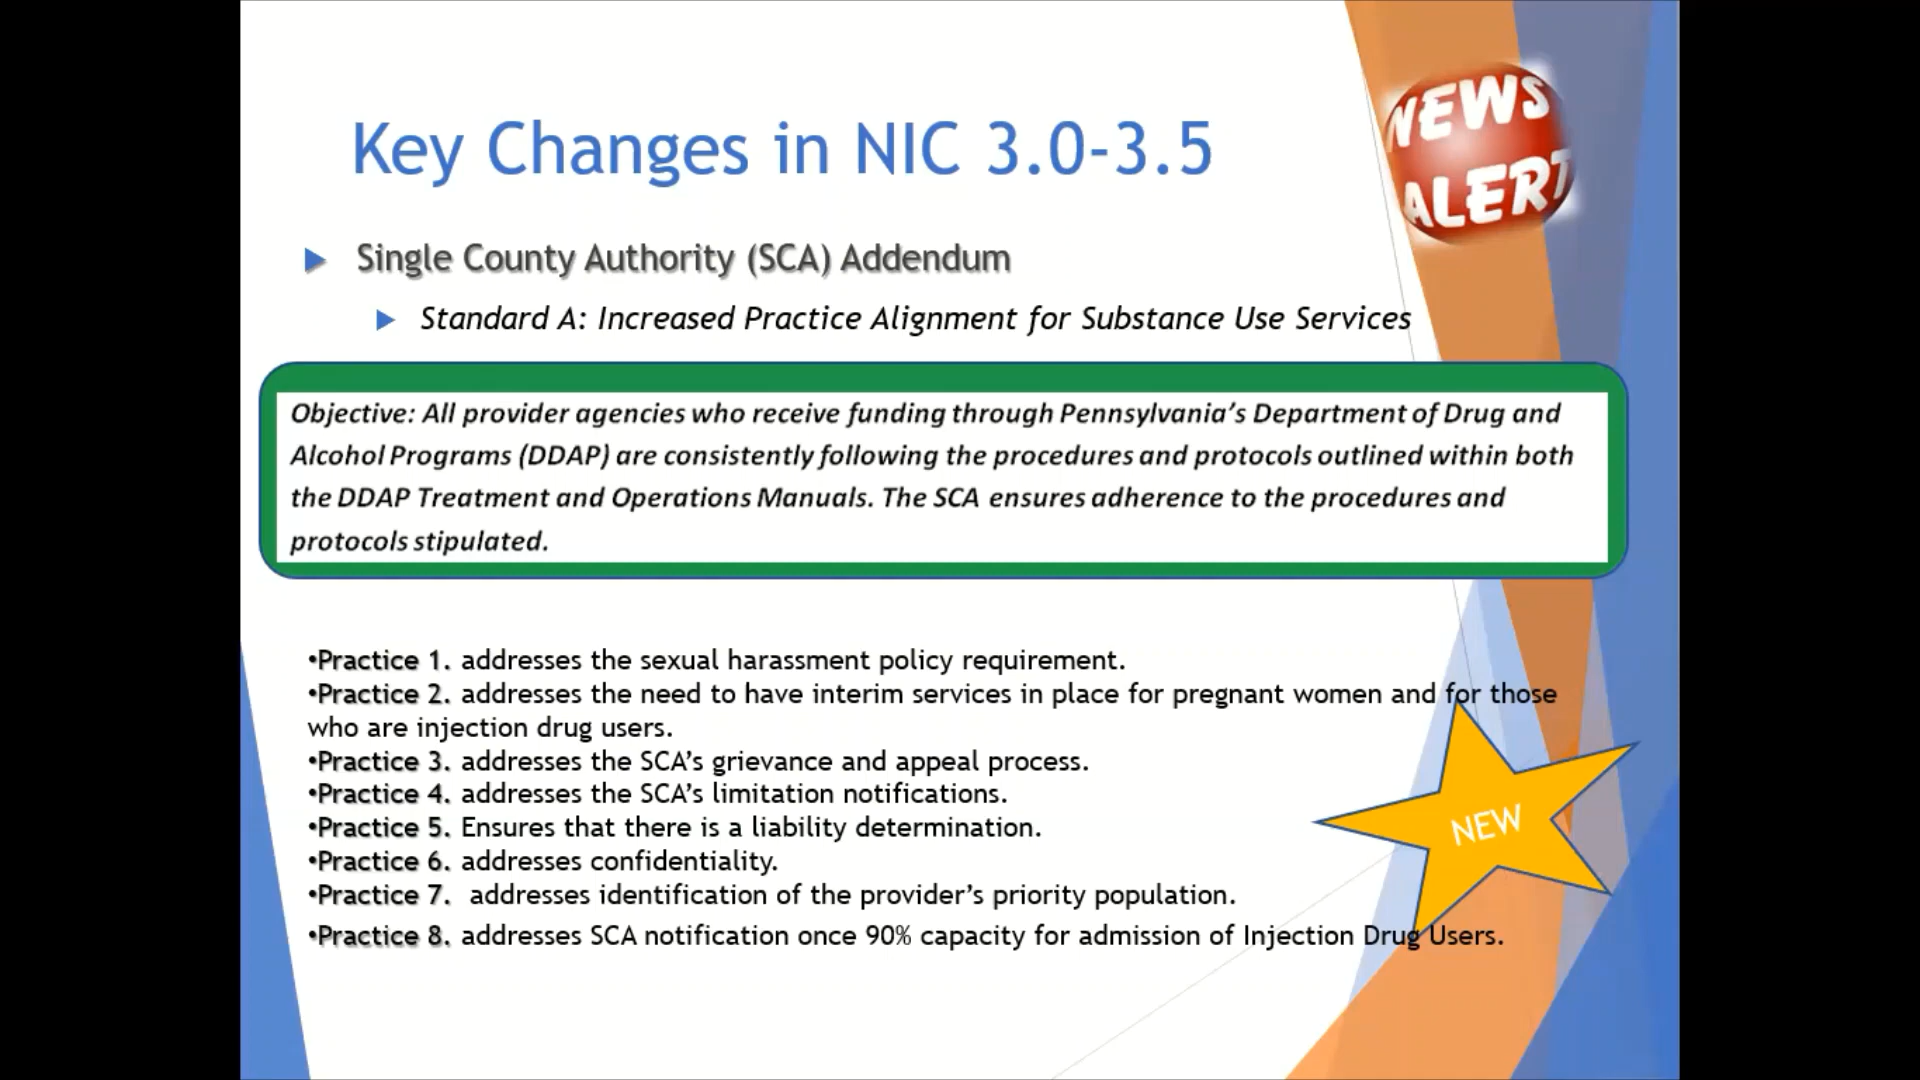 Key Changes in NIC 3.0-3.5
NEWS
ALERT
Single County Authority (SCA) Addendum
Standard A: Increased Practice Alignment for Substance Use Services
Objective: All provider agencies who receive funding through Pennsylvania’s Department of Drug and
Alcohol Programs (DDAP) are consistently following the procedures and protocols outlined within both
the DDAP Treatment and Operations Manuals. The SCA ensures adherence to the procedures and
protocols stipulated.
•Practice 1. addresses the sexual harassment policy requirement.
•Practice 2. addresses the need to have interim services in place for pregnant women and for those
who are injection drug users.
•Practice 3. addresses the SCA’s grievance and appeal process.
•Practice 4. addresses the SCA’s limitation notifications.
•Practice 5. Ensures that there is a liability determination.
•Practice 6. addresses confidentiality.
•Practice 7. addresses identification of the provider’s priority population.
•Practice 8. addresses SCA notification once 90% capacity for admission of Injection Drug Users.
NEW